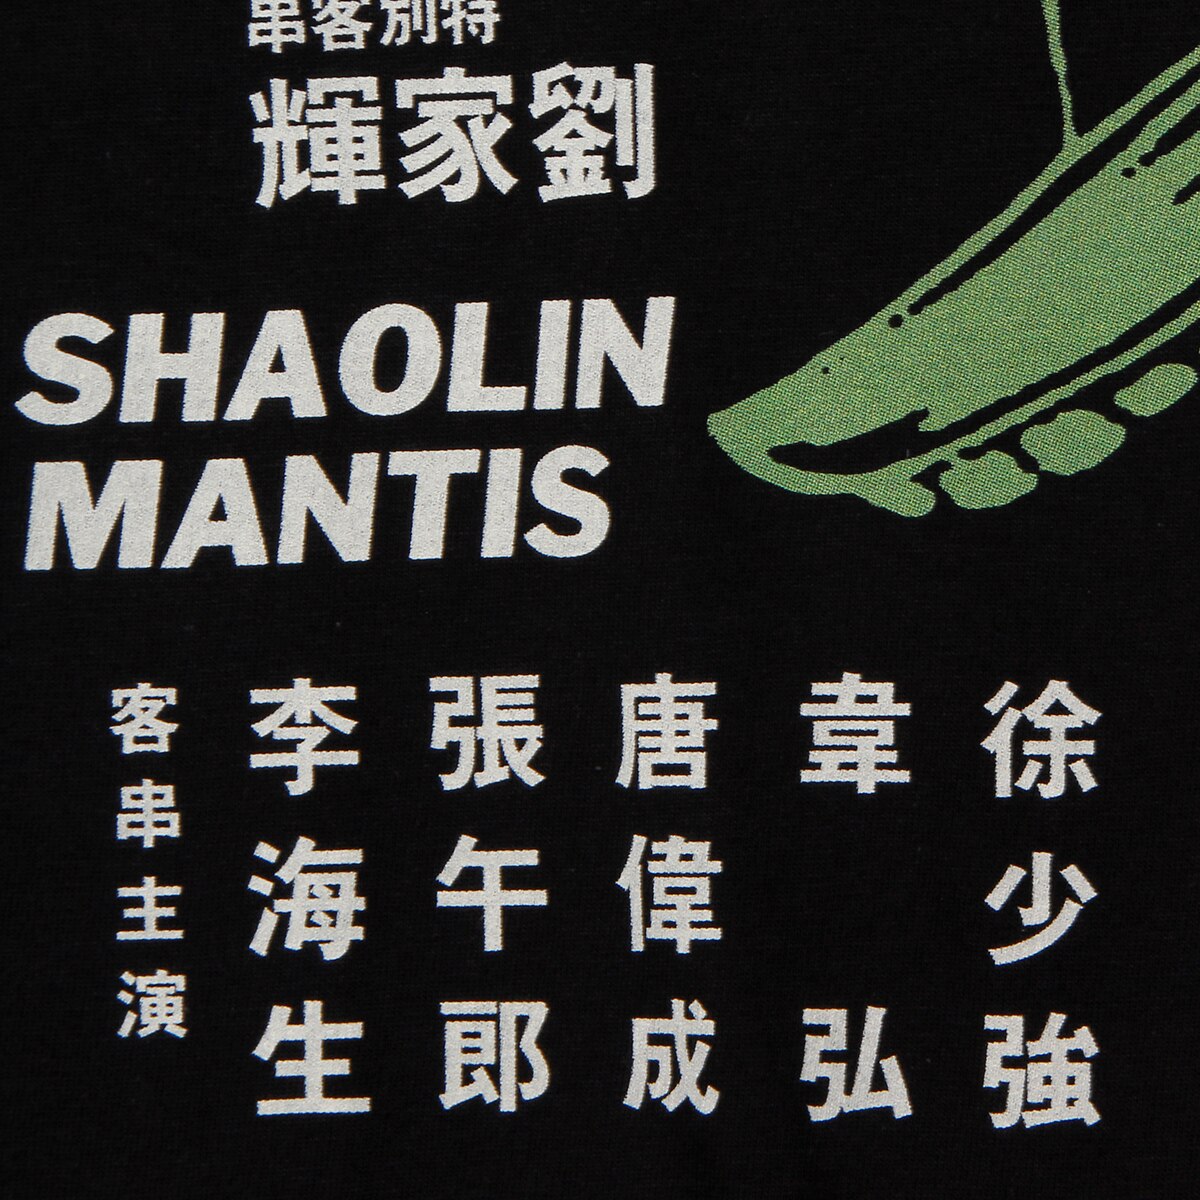 特別客串
劉家輝
SHAOLIN
MANTIS
徐少強
韋弘
唐偉成
張午郎
李海生
客串主演